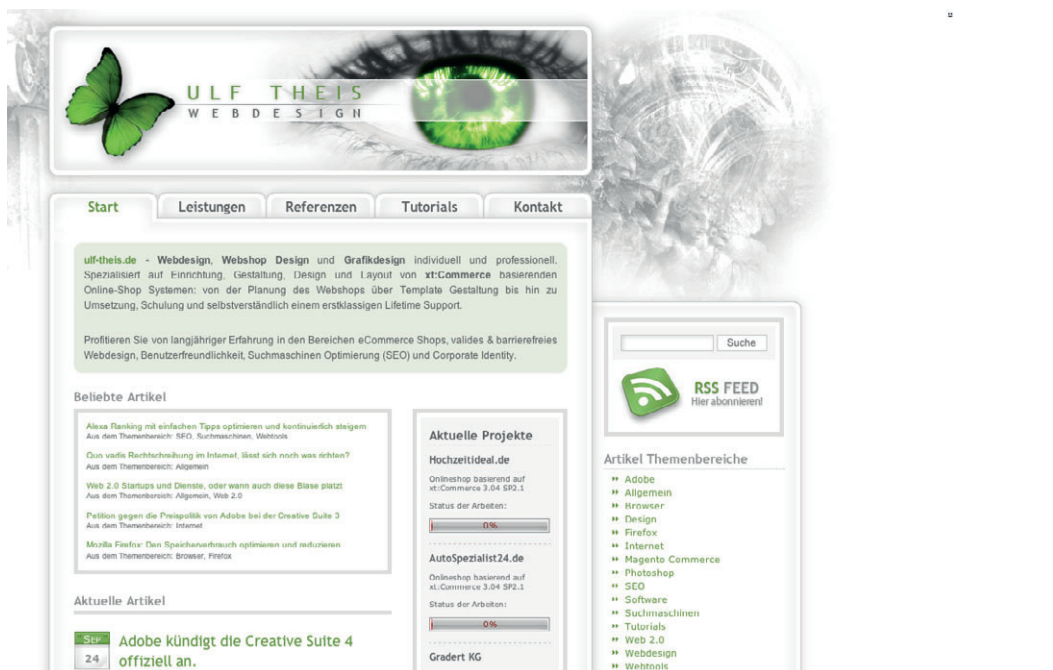 ULF THEIS
WEBDESIGN
Start
Leistungen
Referenzen
Tutorials
Kontakt
ulf-theis.de - Webdesign, Webshop Design und Grafikdesign individuell und professionell.
Spezialisiert auf Einrichtung, Gestaltung, Design und Layout von xt:Commerce basierenden
Online-Shop Systemen: von der Planung des Webshops über Template Gestaltung bis hin zu
Umsetzung, Schulung und selbstverständlich einem erstklassigen Lifetime Support.
Profitieren Sie von langjähriger Erfahrung in den Bereichen eCommerce Shops, valides & barrierefreies
Webdesign, Benutzerfreundlichkeit, Suchmaschinen Optimierung (SEO) und Corporate Identity.
Beliebte Artikel
Alexa Ranking mit einfachen Tipps optimieren und kontinuierlich steigern
Aus dem Themenbereich: SEO, Suchmaschinen, Webtools
Quo vadis Rechtschreibung im Internet, lässt sich noch was richten?
Aus dem Themenbereich: Allgemein
Web 2.0 Startups und Dienste, oder wann auch diese Blase platzt
Aus dem Themenbereich: Allgemein, Web 2.0
Petition gegen die Preispolitik von Adobe bei der Creative Suite 3
Aus dem Themenbereich: Internet
Mozilla Firefox: Den Speicherverbrauch optimieren und reduzieren
Aus dem Themenbereich: Browser, Firefox
Aktuelle Artikel
SEP
24
Adobe kündigt die Creative Suite 4
offiziell an.
Aktuelle Projekte
Hochzeitideal.de
Onlineshop basierend auf
xt:Commerce 3.04 SP2.1
Status der Arbeiten:
0%
AutoSpezialist24.de
Onlineshop basierend auf
xt:Commerce 3.04 SP2.1
Status der Arbeiten:
0%
Gradert KG
Suche
RSS FEED
Hier abonnieren!
Artikel Themenbereiche
Adobe
Allgemein
Browser
Design
Firefox
Internet
Magento Commerce
Photoshop
SEO
Software
Suchmaschinen
Tutorials
Web 2.0
Webdesign
Webtools